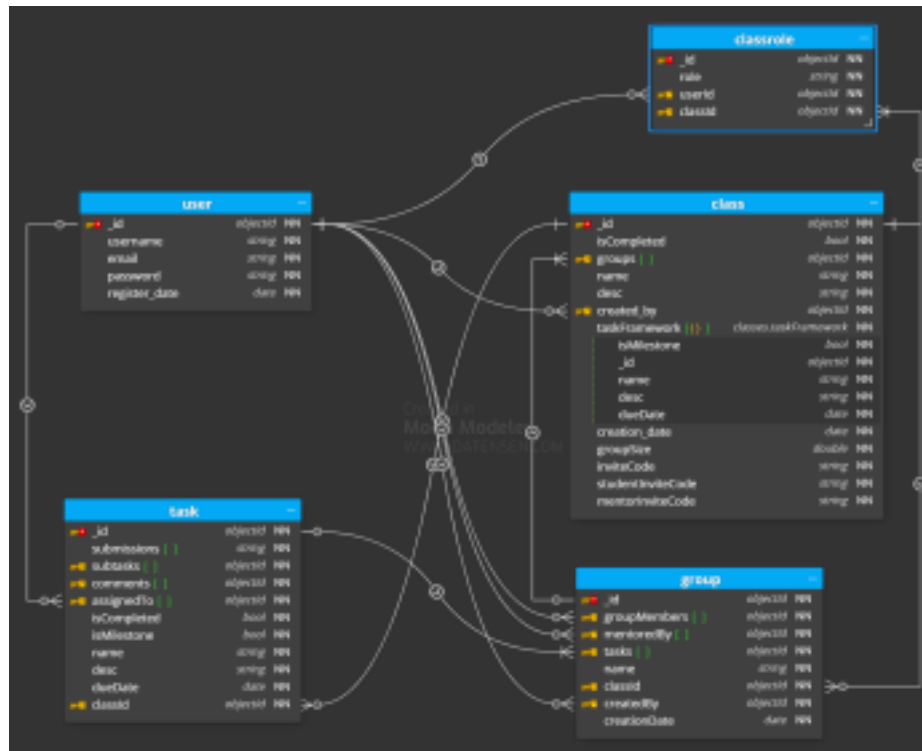 classrole
_id objectId NN
role string NN
userId objectId NN
classId objectId NN
user
_id objectId NN
username string NN
email string NN
password string NN
register_date date NN
class
_id objectId NN
isCompleted bool NN
groups [ ] objectId NN
name string NN
desc string NN
created_by objectId NN
taskFramework [{}] classes.taskFramework NN
isMilestone bool NN
_id objectId NN
name string NN
desc string NN
dueDate date NN
creation_date date NN
groupSize double NN
inviteCode string NN
studentInviteCode string NN
mentorInviteCode string NN
Created in
Modeler
task
_id objectId NN
submissions [ ] string NN
subtasks [ ] objectId NN
comments [ ] objectId NN
assignedTo [ ] objectId NN
isCompleted bool NN
isMilestone bool NN
name string NN
desc string NN
dueDate date NN
classId objectId NN
group
_id objectId NN
groupMembers [ ] objectId NN
mentoredBy [ ] objectId NN
tasks [ ] objectId NN
name string NN
classId objectId NN
createdBy objectId NN
creationDate date NN